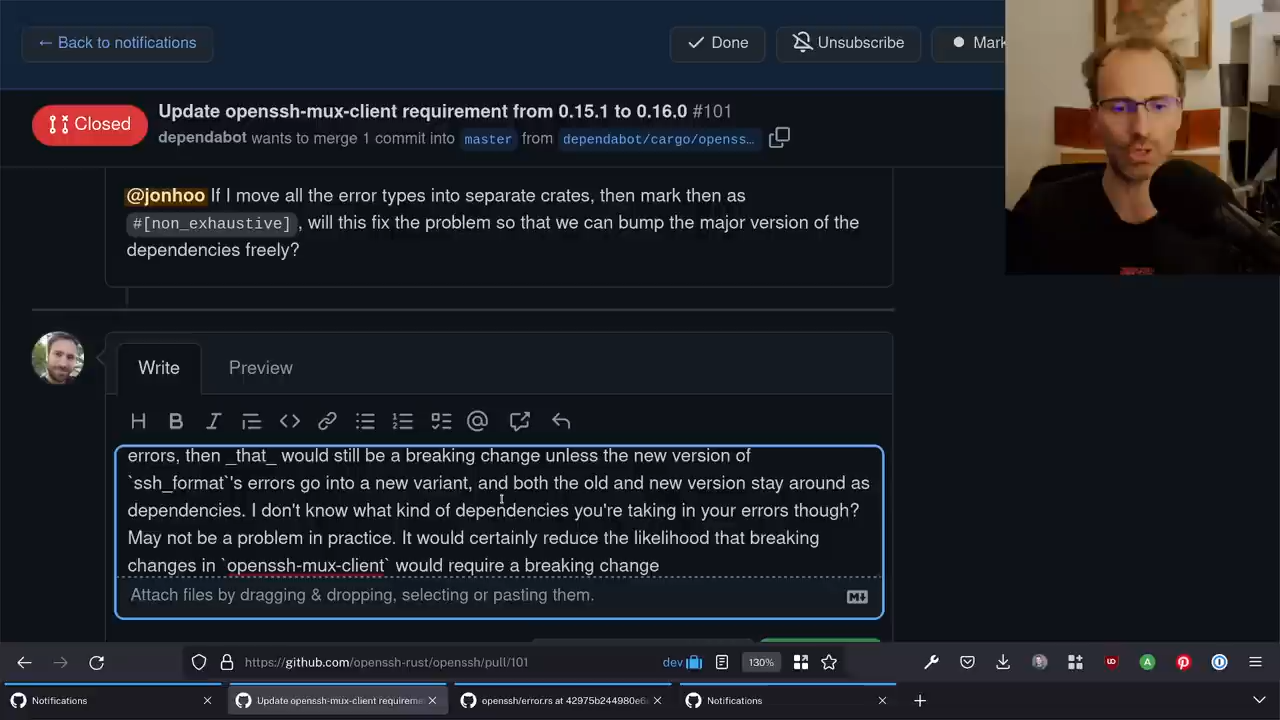 ← Back to notifications
Done
Unsubscribe
Mark
Closed
Update openssh-mux-client requirement from 0.15.1 to 0.16.0 #101
dependabot wants to merge 1 commit into master from dependabot/cargo/openss…
@jonhoo If I move all the error types into separate crates, then mark then as
#[non_exhaustive], will this fix the problem so that we can bump the major version of the
dependencies freely?
Write
Preview
errors, then _that_ would still be a breaking change unless the new version of
`ssh_format`'s errors go into a new variant, and both the old and new version stay around as
dependencies. I don't know what kind of dependencies you're taking in your errors though?
May not be a problem in practice. It would certainly reduce the likelihood that breaking
changes in `openssh-mux-client` would require a breaking change
Attach files by dragging & dropping, selecting or pasting them.
https://github.com/openssh-rust/openssh/pull/101
dev
130%
Notifications
Update openssh-mux-client requirem
openssh/error.rs at 42975b244980e6
Notifications